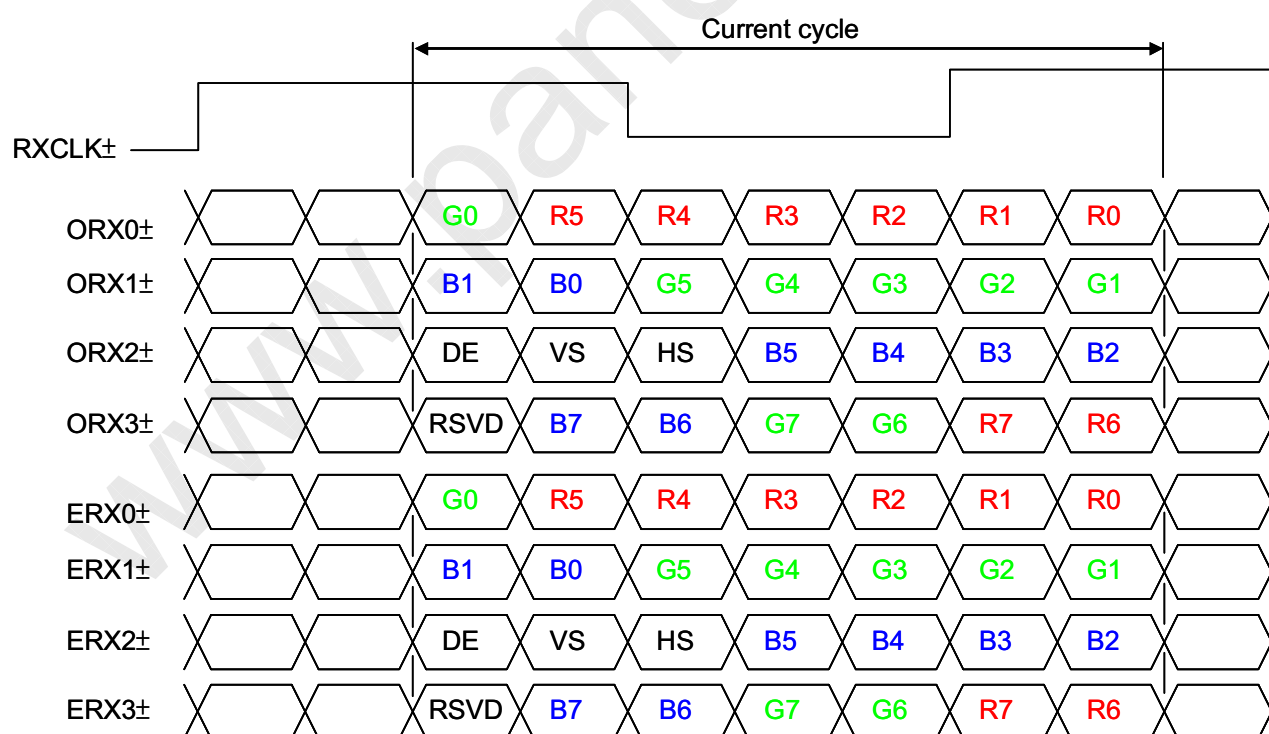 Current cycle
RXCLK±
ORX0± G0 R5 R4 R3 R2 R1 R0
ORX1± B1 B0 G5 G4 G3 G2 G1
ORX2± DE VS HS B5 B4 B3 B2
ORX3± RSVD B7 B6 G7 G6 R7 R6
ERX0± G0 R5 R4 R3 R2 R1 R0
ERX1± B1 B0 G5 G4 G3 G2 G1
ERX2± DE VS HS B5 B4 B3 B2
ERX3± RSVD B7 B6 G7 G6 R7 R6